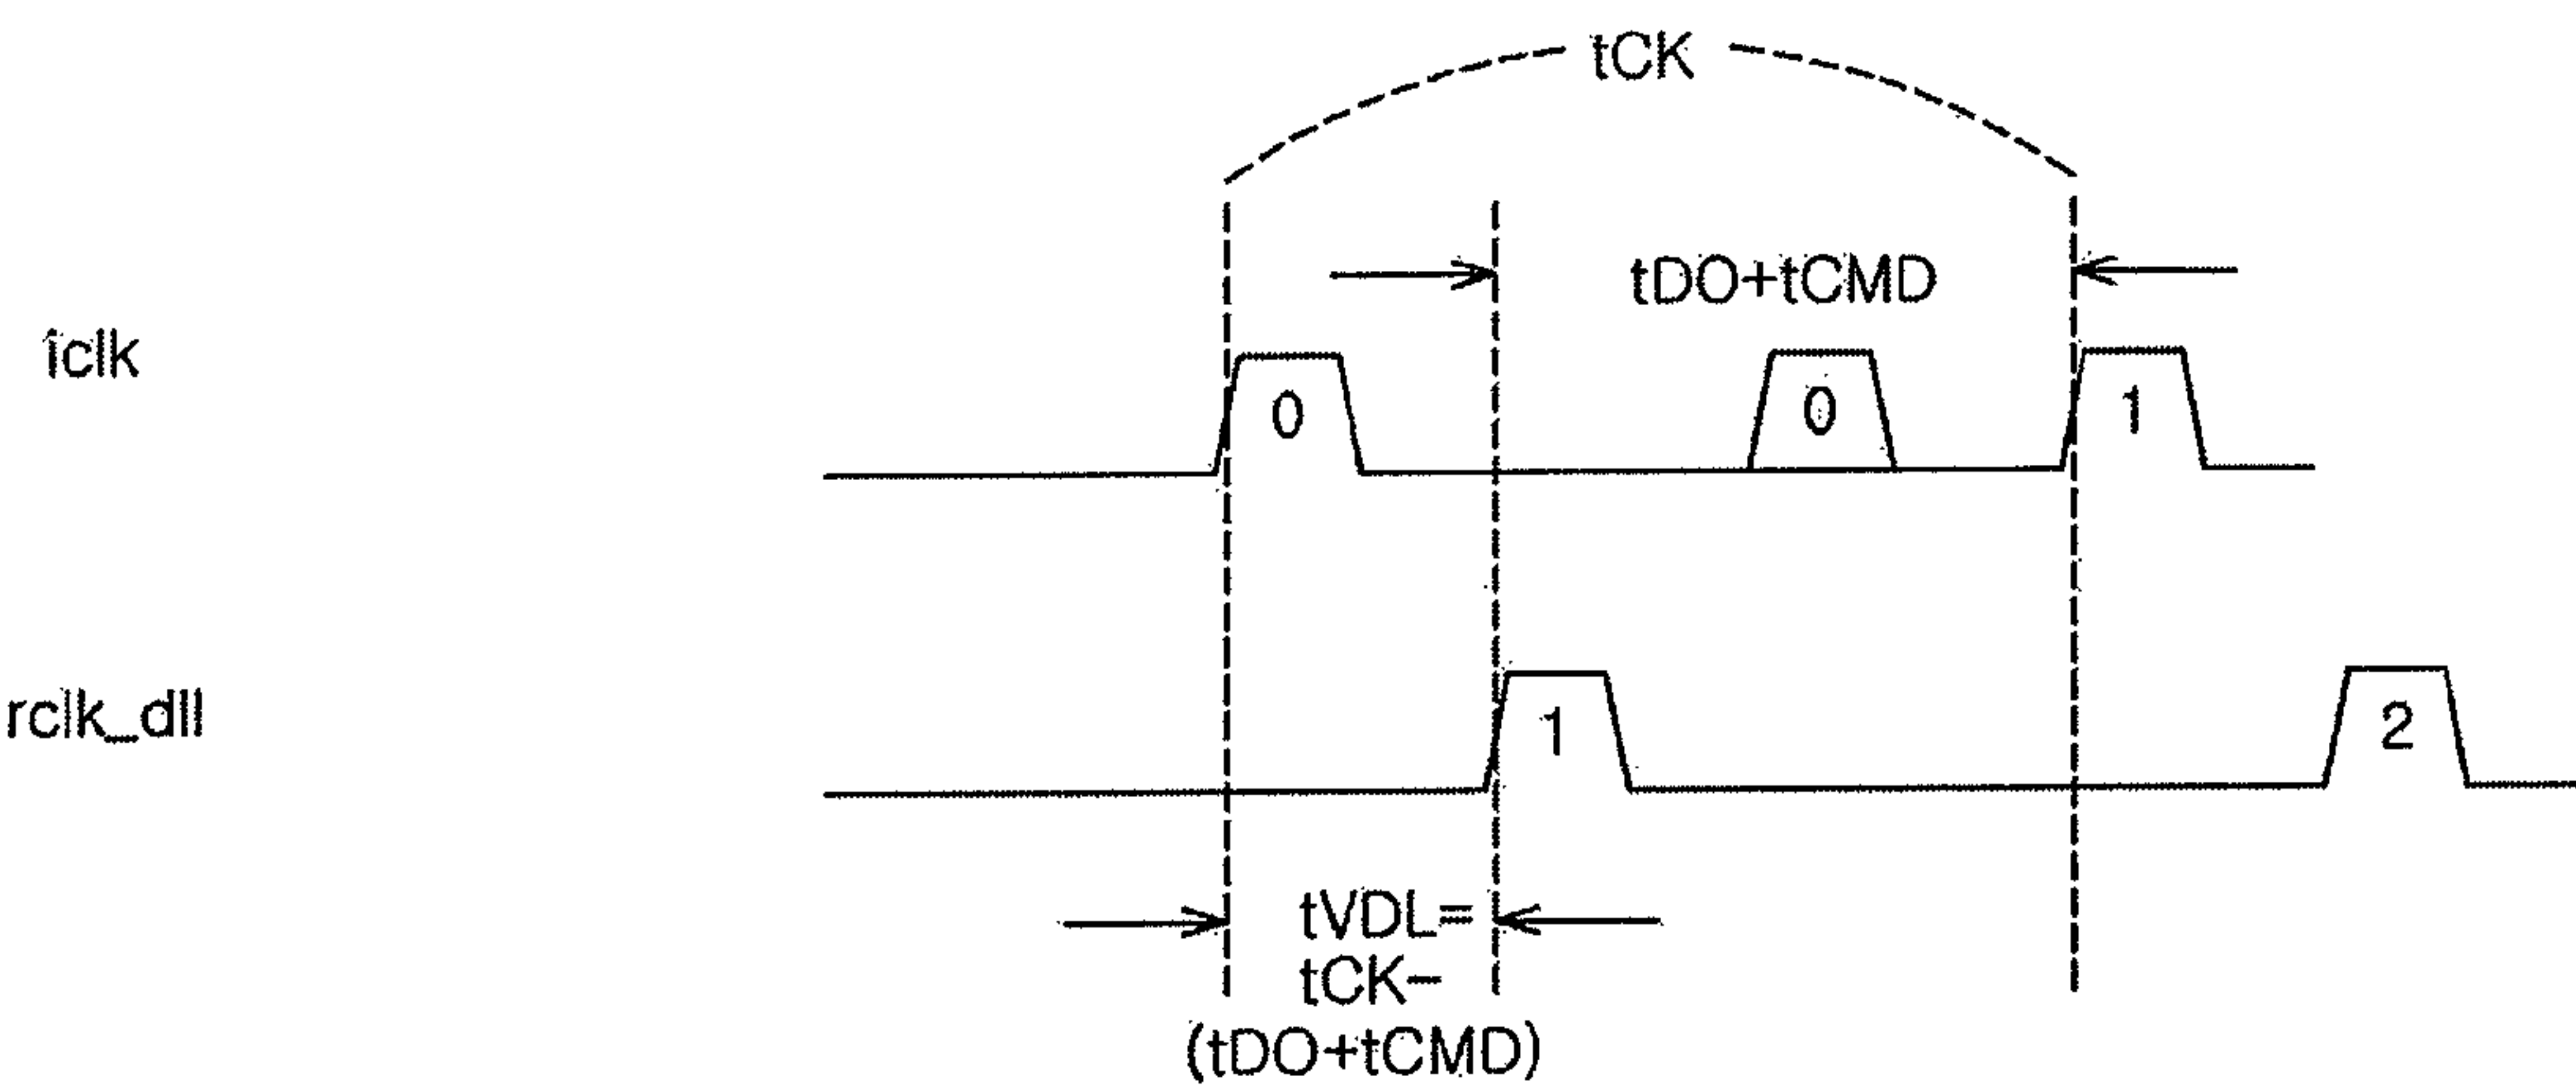 tCK
tDO+tCMD
iclk
0
0
1
rclk_dll
1
2
tVDL=
tCK-
(tDO+tCMD)